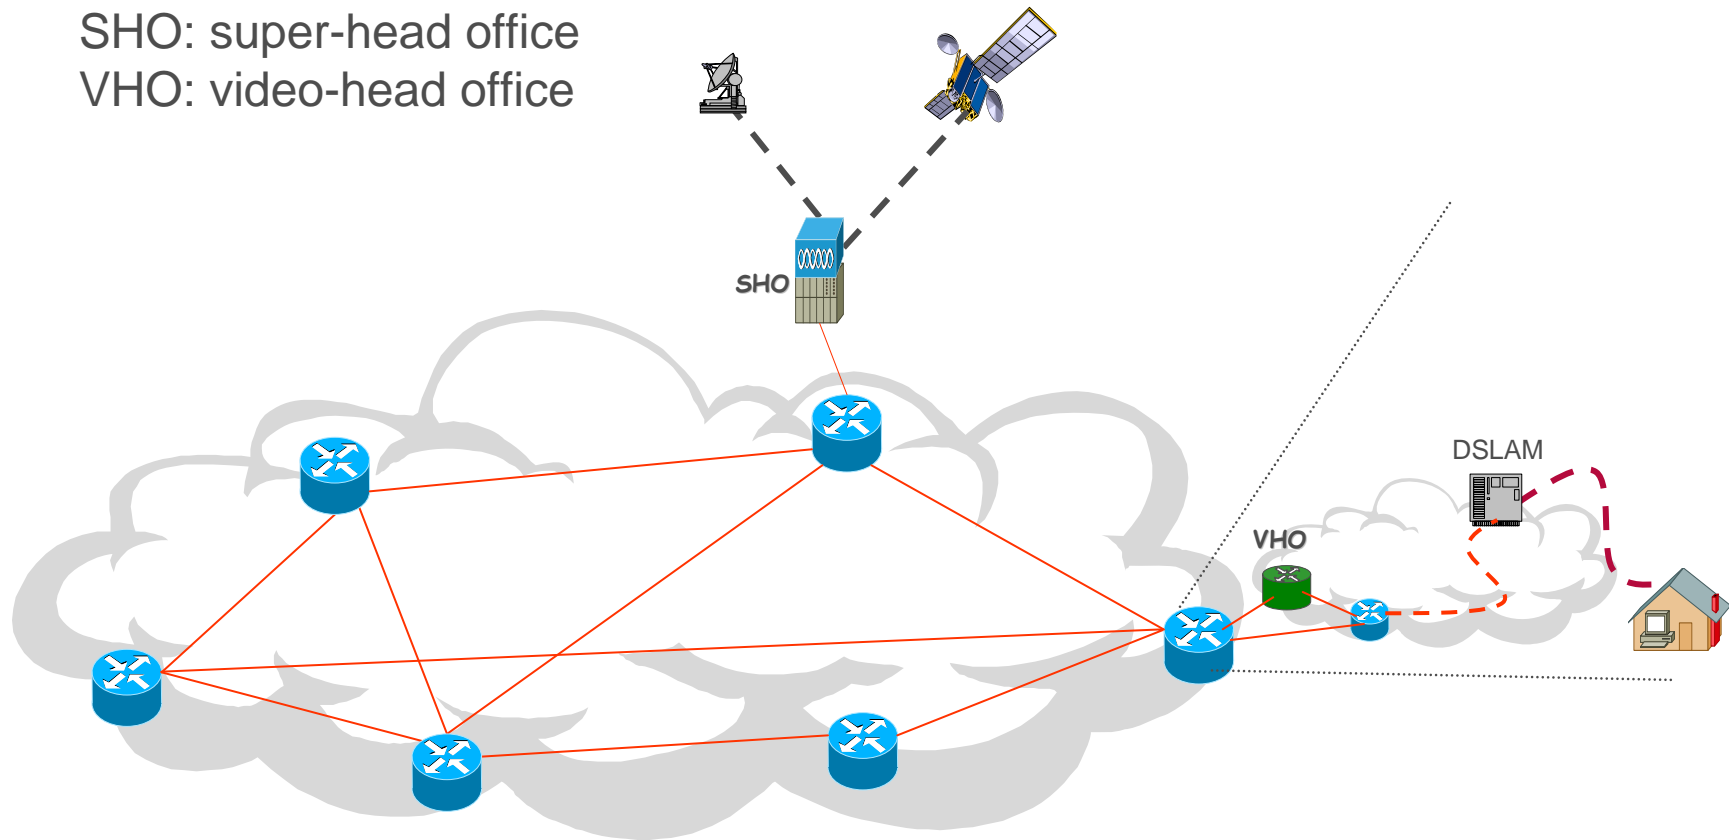 SHO: super-head office
VHO: video-head office
SHO
DSLAM
VHO